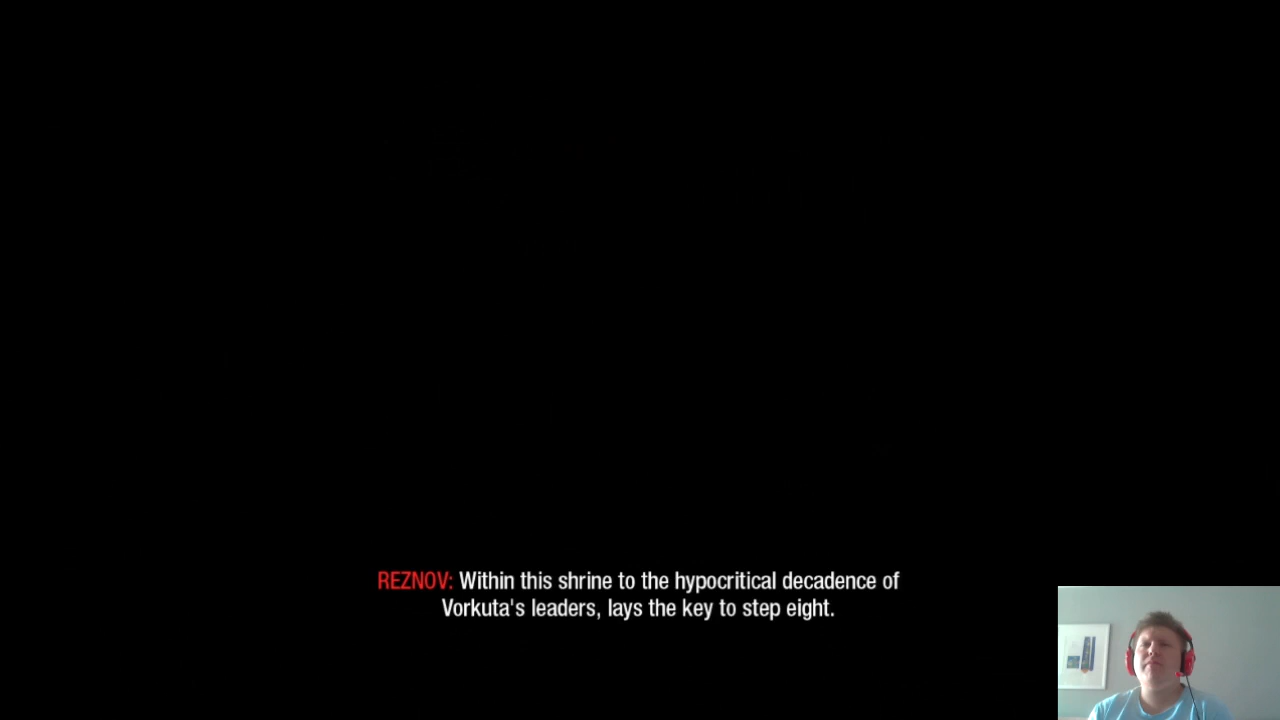 REZNOV: Within this shrine to the hypocritical decadence of
Vorkuta's leaders, lays the key to step eight.